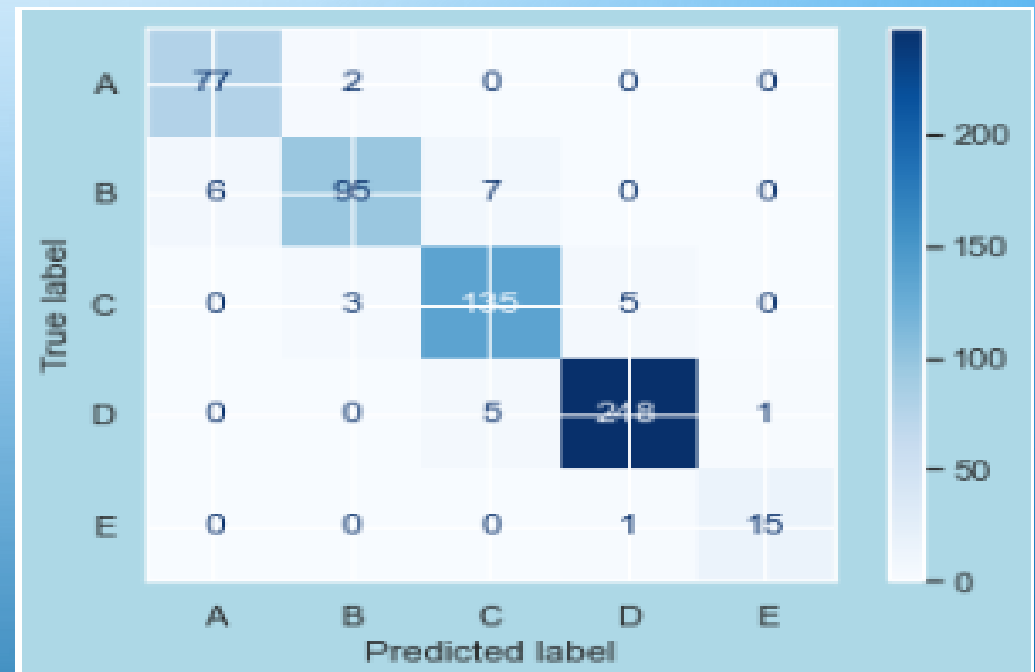 A 77 2 0 0 0
200
B 6 95 7 0 0
150
True label
C 0 3 135 5 0
100
D 0 0 5 248 1
50
E 0 0 0 1 15
0
A B C D E
Predicted label